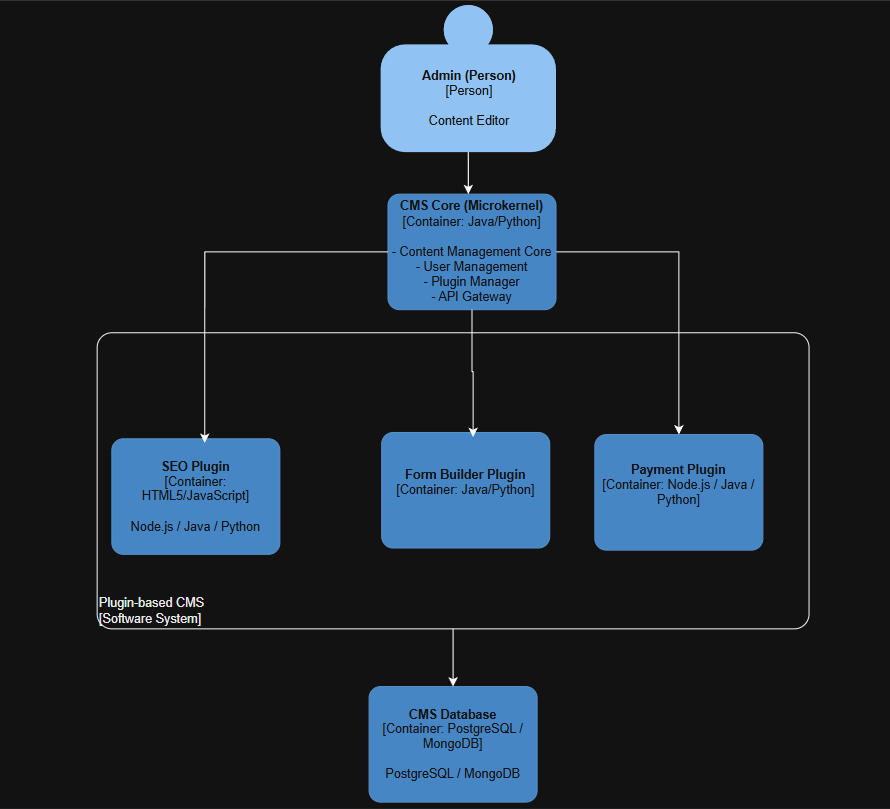 Admin (Person)
[Person]
Content Editor
CMS Core (Microkernel)
[Container: Java/Python]
- Content Management Core
- User Management
- Plugin Manager
- API Gateway
SEO Plugin
[Container:
HTML5/JavaScript]
Node.js / Java / Python
Form Builder Plugin
[Container: Java/Python]
Payment Plugin
[Container: Node.js / Java /
Python]
Plugin-based CMS
[Software System]
CMS Database
[Container: PostgreSQL /
MongoDB]
PostgreSQL / MongoDB